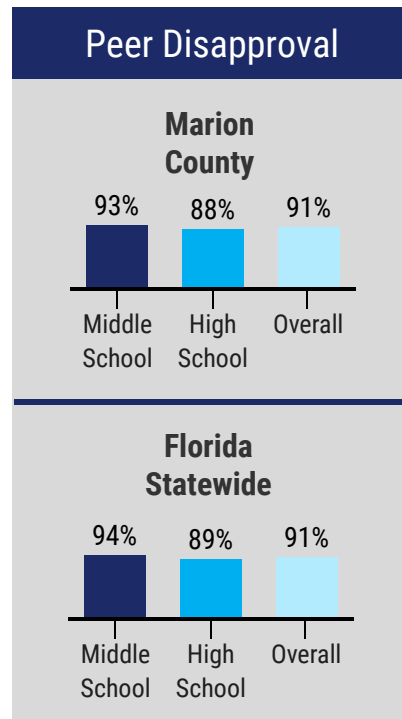 Peer Disapproval
Marion
County
93% 88% 91%
Middle High Overall
School School
Florida
Statewide
94% 89% 91%
Middle High Overall
School School